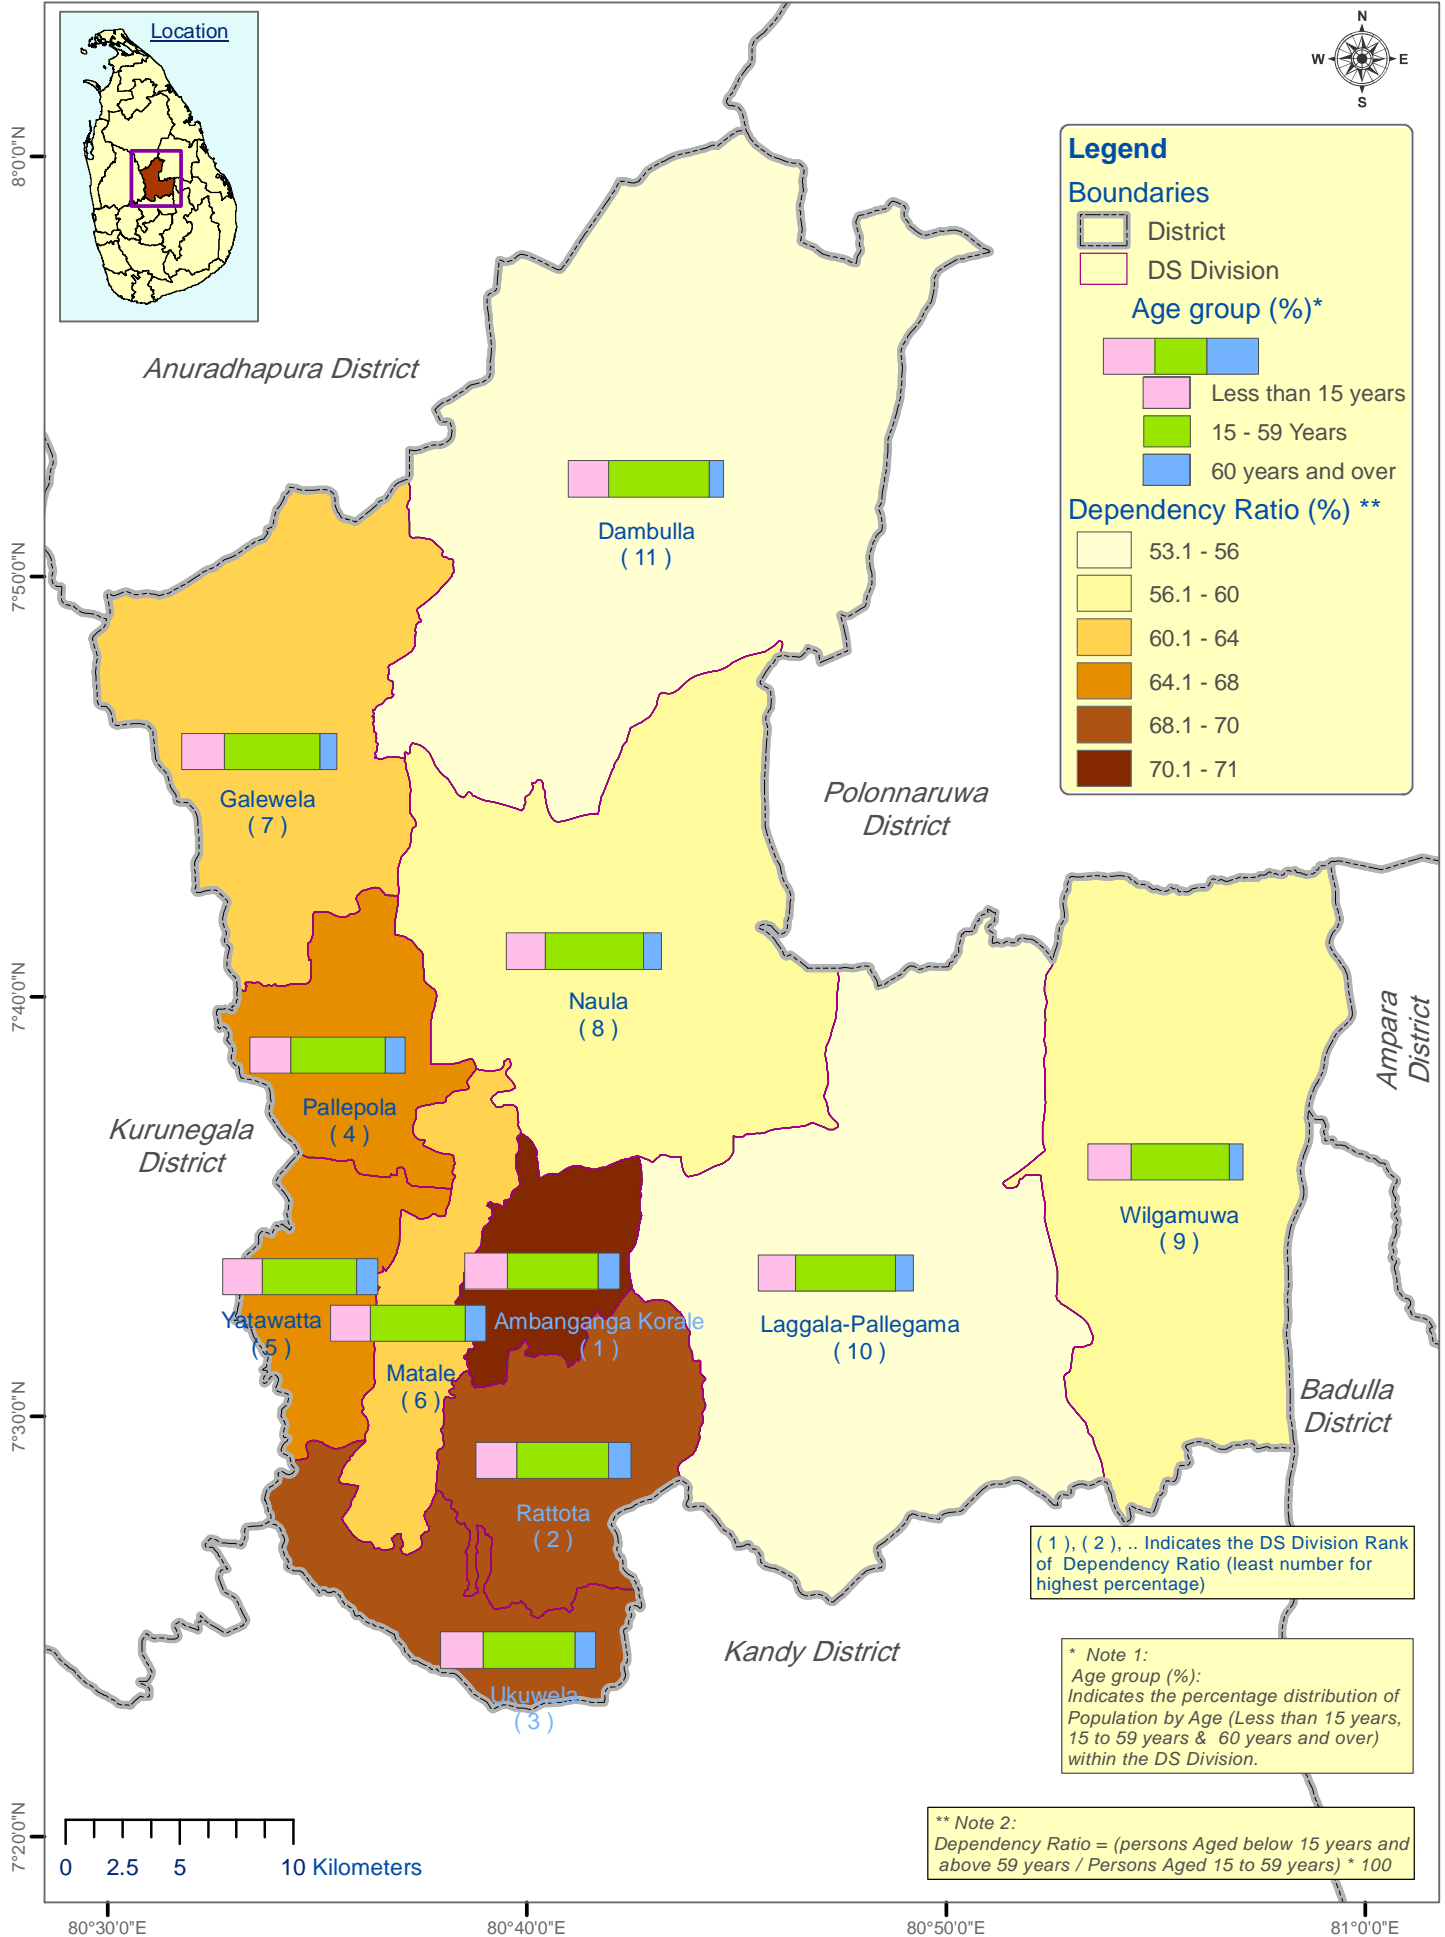 Location
N
W
E
S
Legend
Boundaries
District
DS Division
Age group (%)*
Less than 15 years
15 - 59 Years
60 years and over
Dependency Ratio (%) **
53.1 - 56
56.1 - 60
60.1 - 64
64.1 - 68
68.1 - 70
70.1 - 71
Anuradhapura District
Dambulla
( 11 )
Galewela
( 7 )
Polonnaruwa
District
Naula
( 8 )
Ampara
District
Pallepola
( 4 )
Kurunegala
District
Wilgamuwa
( 9 )
Yatawatta
( 5 )
Ambanganga Korale
( 1 )
Laggala-Pallegama
( 10 )
Matale
( 6 )
Badulla
District
Rattota
( 2 )
Ukuwela
( 3 )
Kandy District
( 1 ), ( 2 ), .. Indicates the DS Division Rank
of Dependency Ratio (least number for
highest percentage)
* Note 1:
Age group (%):
Indicates the percentage distribution of
Population by Age (Less than 15 years,
15 to 59 years & 60 years and over)
within the DS Division.
** Note 2:
Dependency Ratio = (persons Aged below 15 years and
above 59 years / Persons Aged 15 to 59 years) * 100
0 2.5 5 10 Kilometers
8°0'0"N
7°50'0"N
7°40'0"N
7°30'0"N
7°20'0"N
80°30'0"E
80°40'0"E
80°50'0"E
81°0'0"E